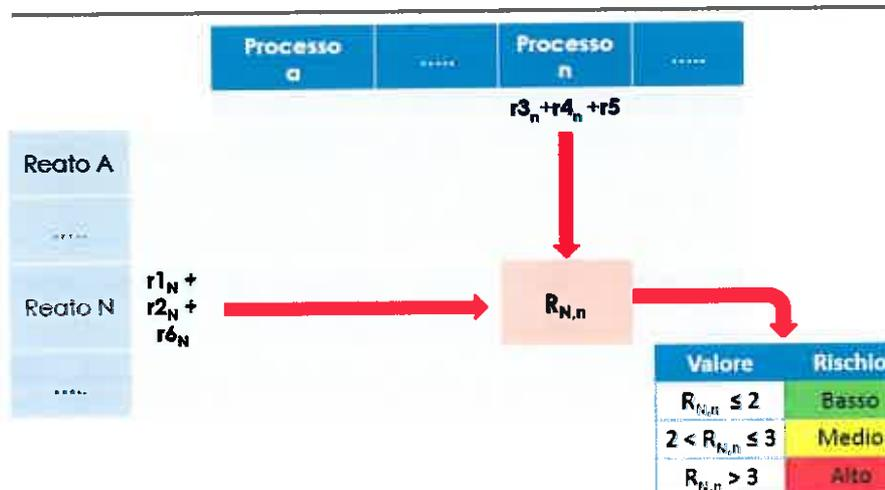 Processo a
.....
Processo n
.....
r3n+r4n+r5
Reato A
.....
Reato N
r1N +
r2N +
r6N
RN,n
.....
Valore Rischio
RN,n ≤ 2 Basso
2 < RN,n ≤ 3 Medio
RN,n > 3 Alto